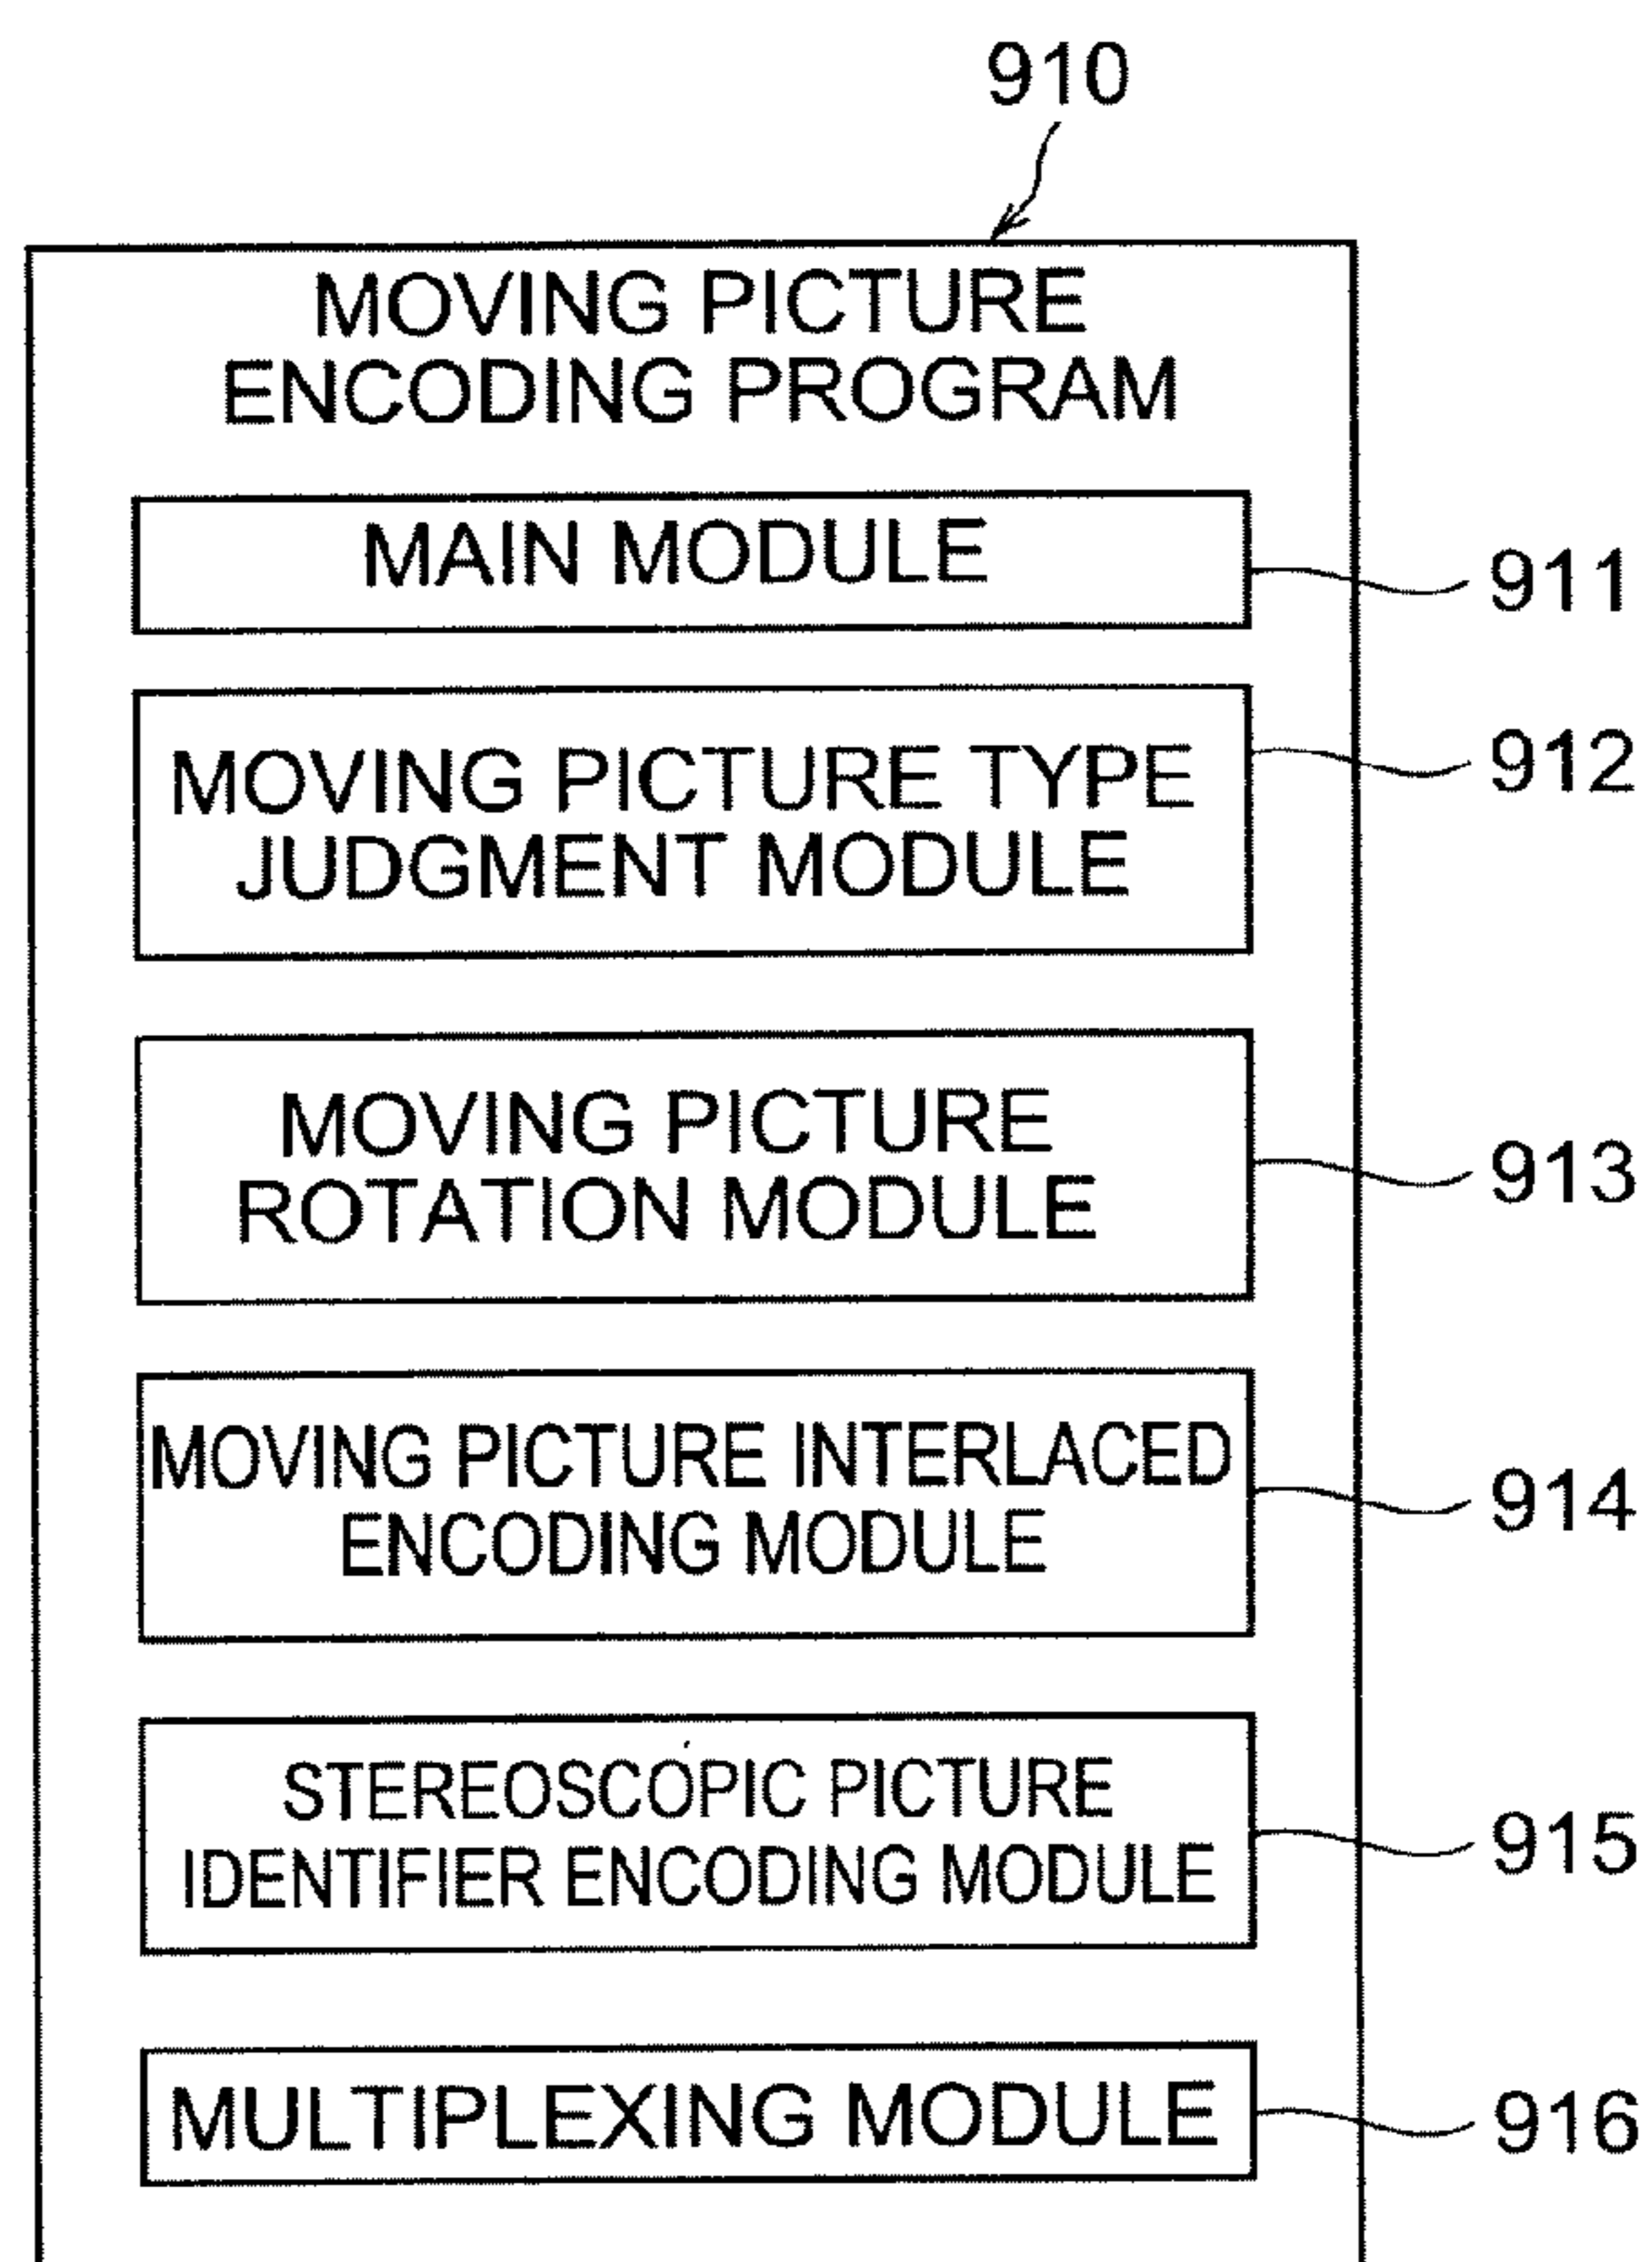 910
MOVING PICTURE
ENCODING PROGRAM
MAIN MODULE
911
MOVING PICTURE TYPE
JUDGMENT MODULE
912
MOVING PICTURE
ROTATION MODULE
913
MOVING PICTURE INTERLACED
ENCODING MODULE
914
STEREOSCOPIC PICTURE
IDENTIFIER ENCODING MODULE
915
MULTIPLEXING MODULE
916